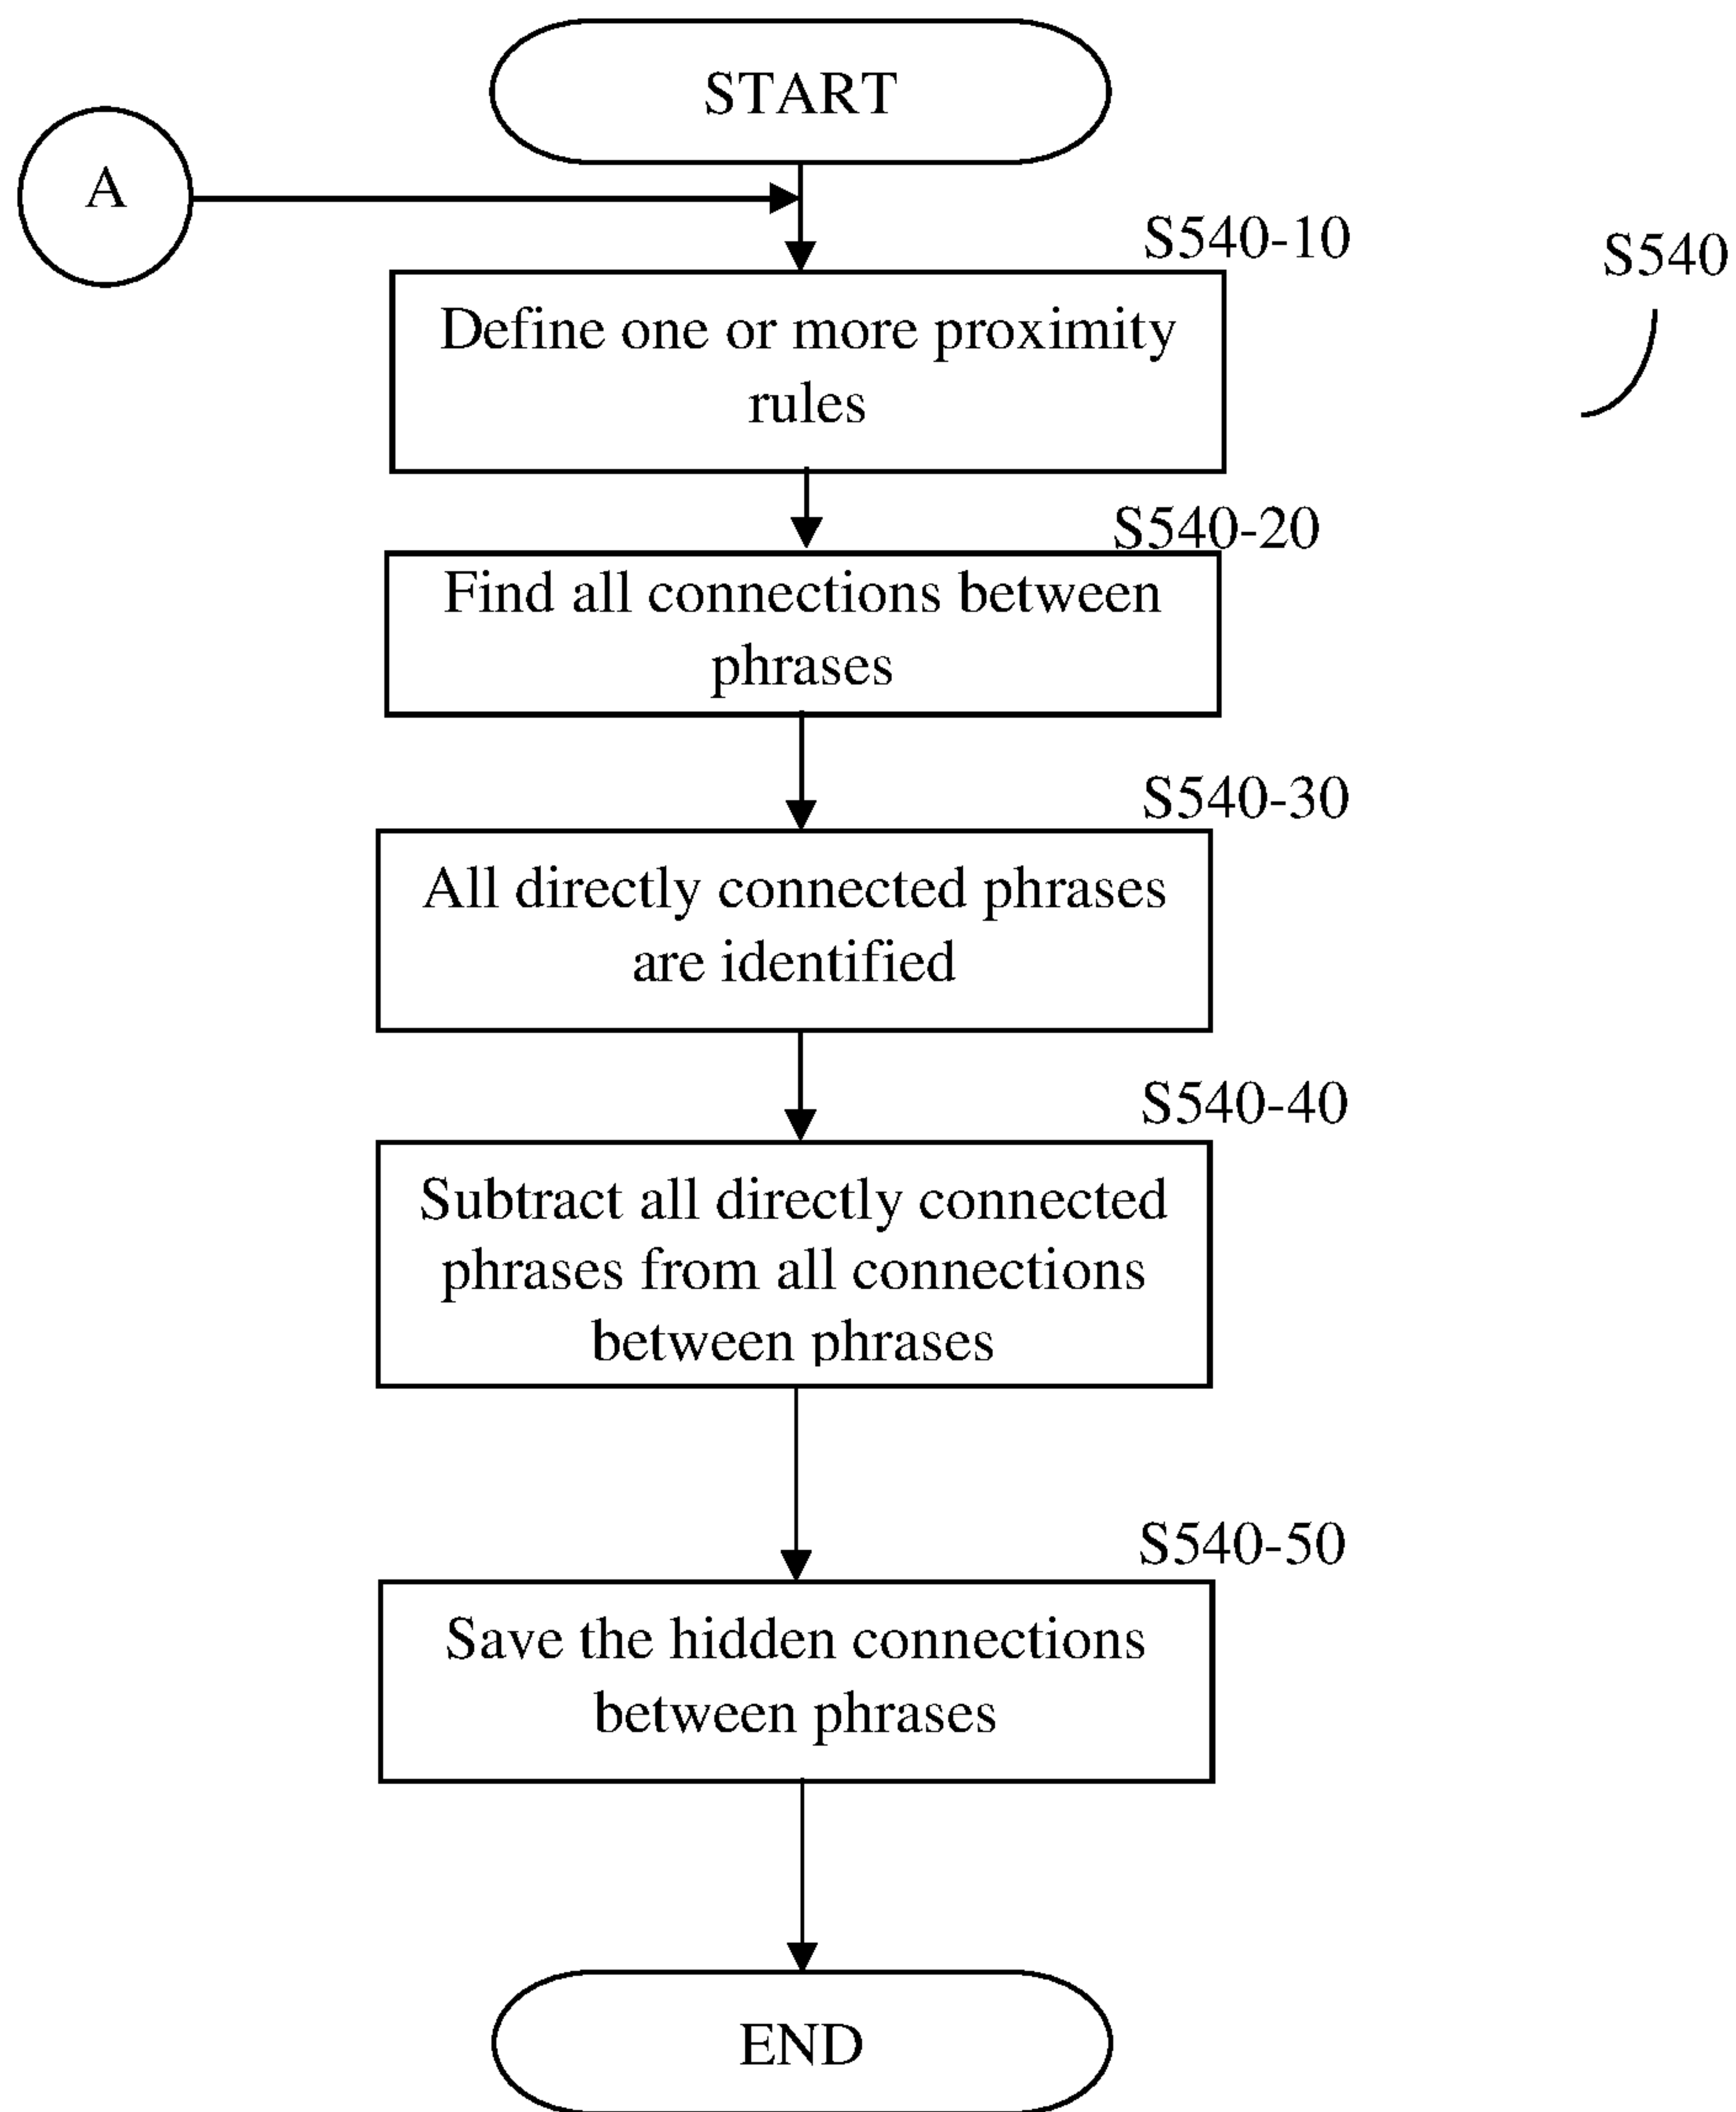 START
A
S540-10
S540
Define one or more proximity
rules
S540-20
Find all connections between
phrases
S540-30
All directly connected phrases
are identified
S540-40
Subtract all directly connected
phrases from all connections
between phrases
S540-50
Save the hidden connections
between phrases
END